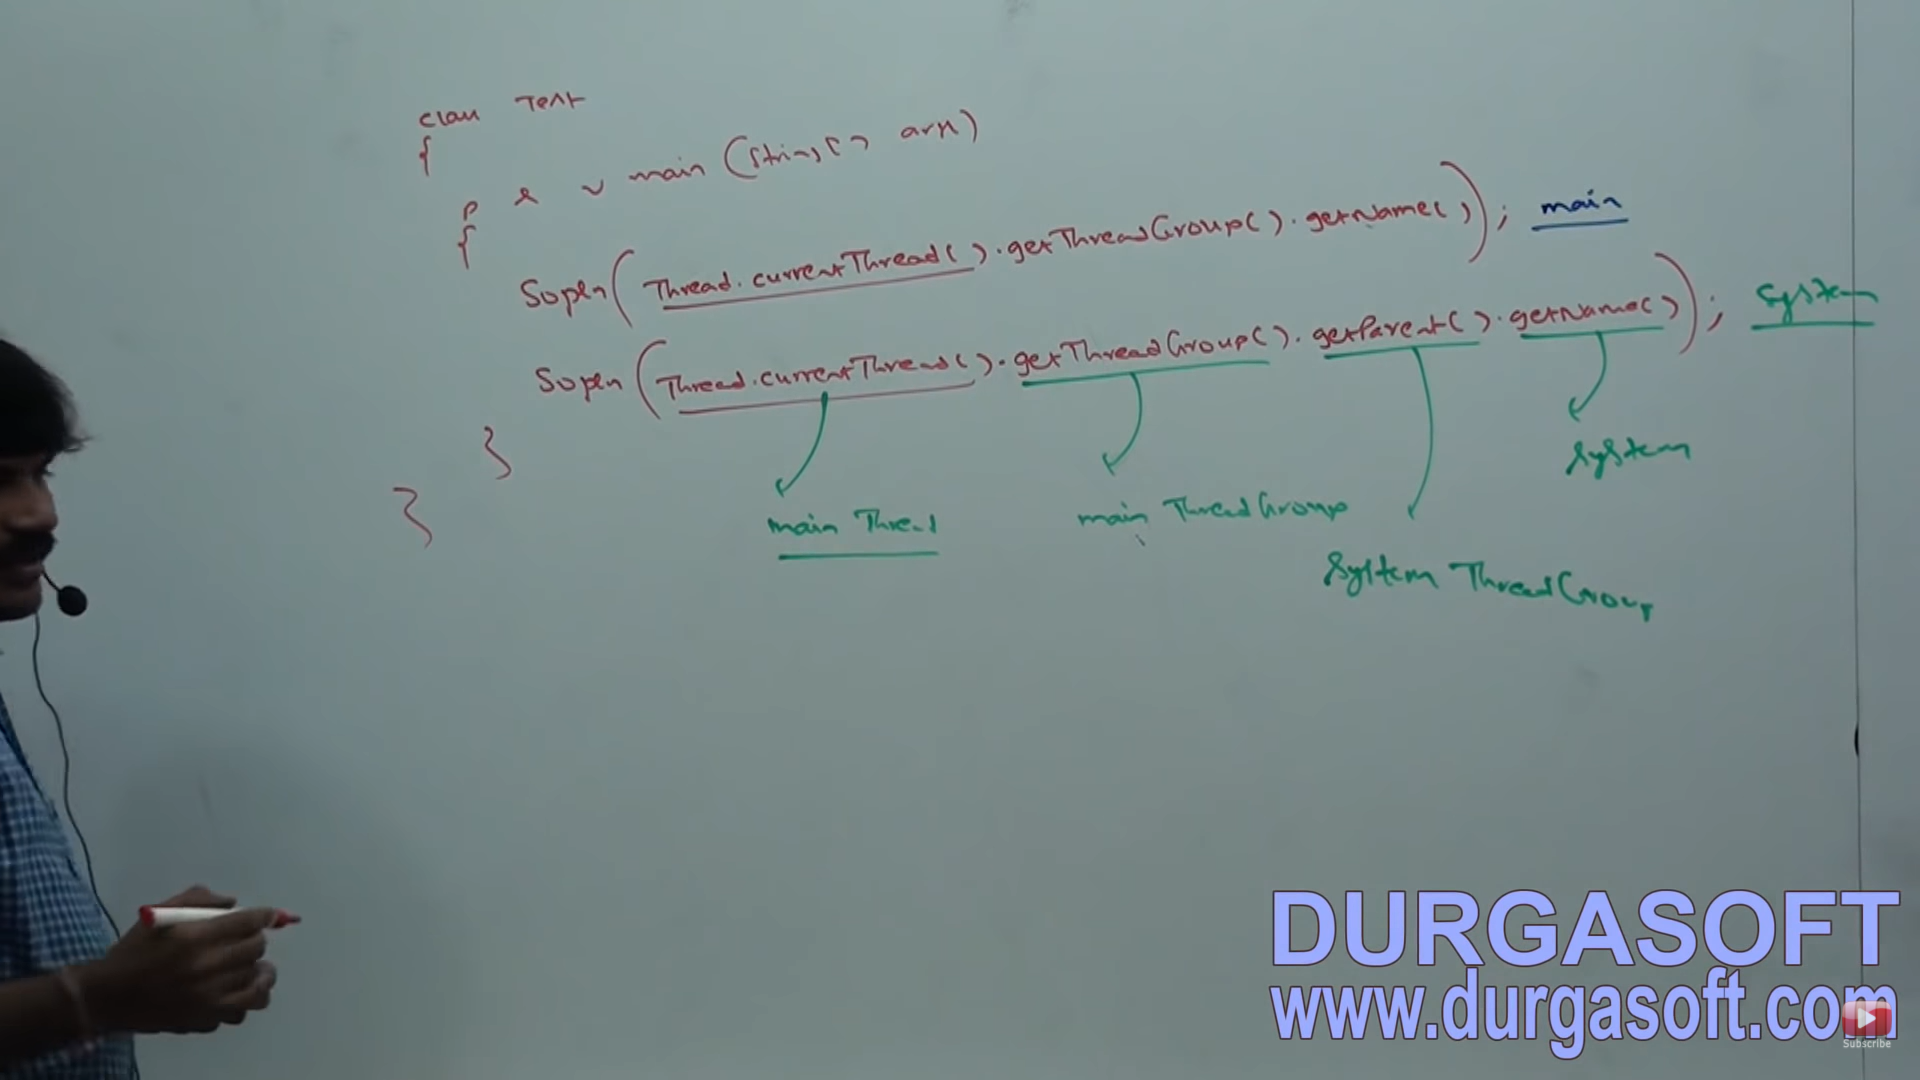 class Test
{
p s v main (String[] args)
{
Sopln(Thread.currentThread().getThreadGroup().getName()); main
Sopln(Thread.currentThread().getThreadGroup().getParent().getName()); System
}
}
System
main Thread
main ThreadGroup
System ThreadGroup
DURGASOFT
www.durgasoft.com
Subscribe